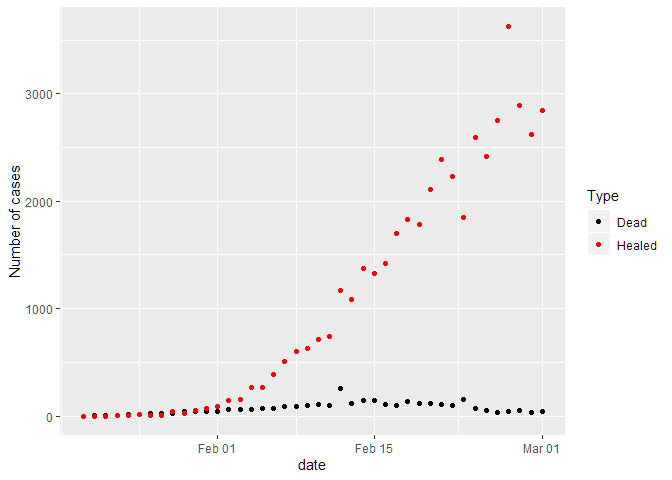 Number of cases
3000
2000
1000
0
Feb 01
Feb 15
Mar 01
date
Type
Dead
Healed